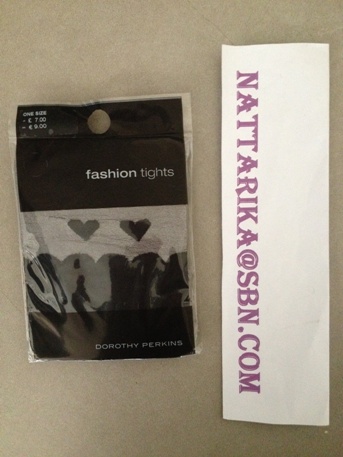 ONE SIZE
- £ 7.00
- € 9.00
fashion tights
DOROTHY PERKINS
NATTARIKA@SBN.COM